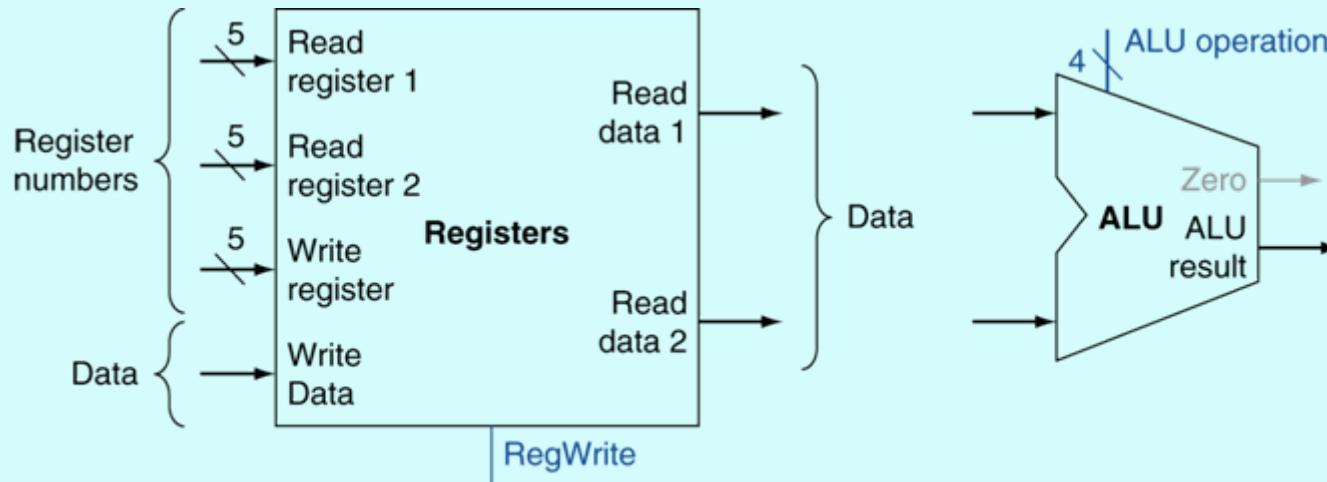 Register
numbers
Data
5
Read
register 1
5
Read
register 2
5
Write
register
Write
Data
Registers
Read
data 1
Read
data 2
RegWrite
Data
4
ALU operation
Zero
ALU
ALU
result